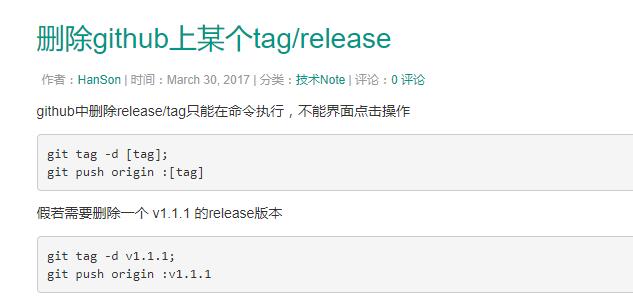 删除github上某个tag/release
作者：HanSon | 时间：March 30, 2017 | 分类：技术Note | 评论：0 评论
github中删除release/tag只能在命令执行，不能界面点击操作
git tag -d [tag];
git push origin :[tag]
假若需要删除一个 v1.1.1 的release版本
git tag -d v1.1.1;
git push origin :v1.1.1